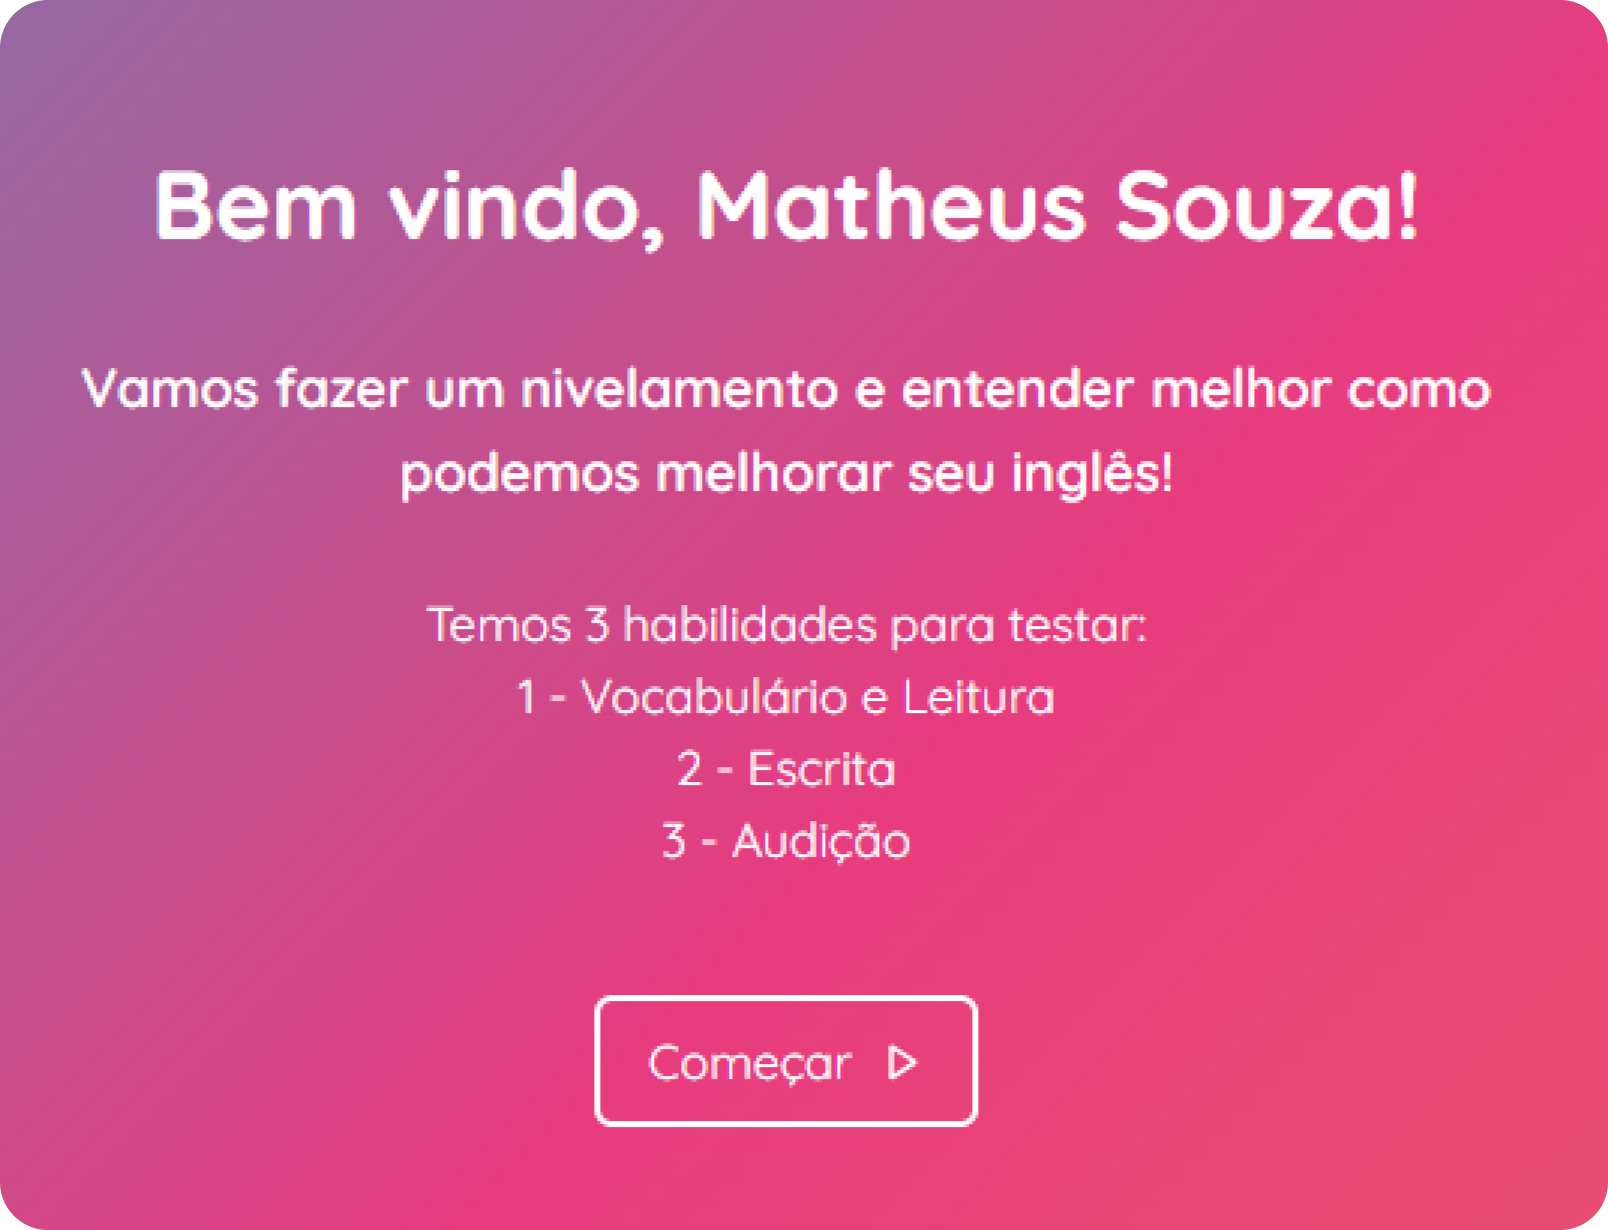 Bem vindo, Matheus Souza!
Vamos fazer um nivelamento e entender melhor como
podemos melhorar seu inglês!
Temos 3 habilidades para testar:
1 - Vocabulário e Leitura
2 - Escrita
3 - Audição
Começar